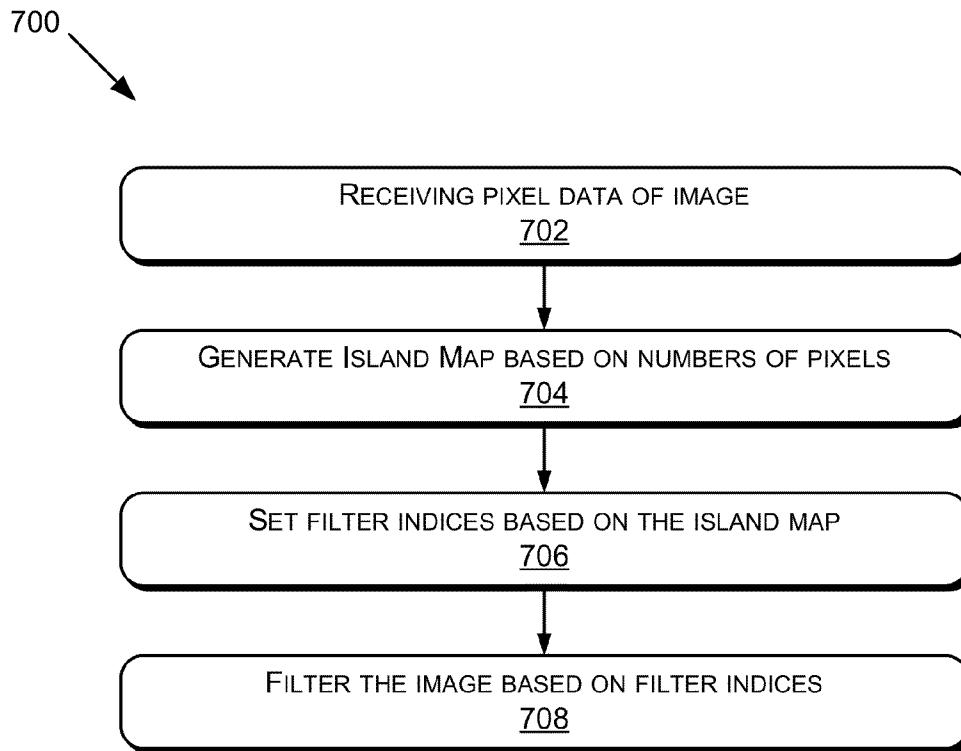 700
RECEIVING PIXEL DATA OF IMAGE
702
GENERATE ISLAND MAP BASED ON NUMBERS OF PIXELS
704
SET FILTER INDICES BASED ON THE ISLAND MAP
706
FILTER THE IMAGE BASED ON FILTER INDICES
708